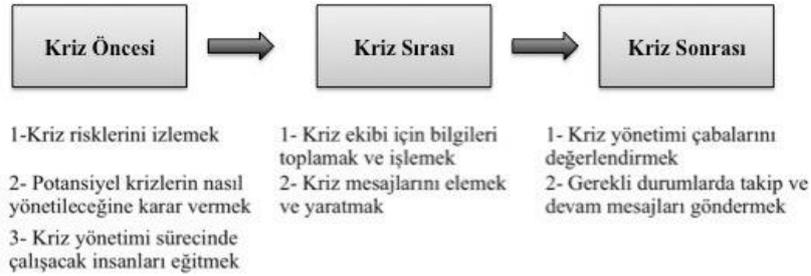 Kriz Öncesi
Kriz Sırası
Kriz Sonrası
1-Kriz risklerini izlemek
2- Potansiyel krizlerin nasıl
yönetileceğine karar vermek
3- Kriz yönetimi sürecinde
çalışacak insanları eğitmek
1- Kriz ekibi için bilgileri
toplamak ve işlemek
2- Kriz mesajlarını elemek
ve yaratmak
1- Kriz yönetimi çabalarını
değerlendirmek
2- Gerekli durumlarda takip ve
devam mesajları göndermek